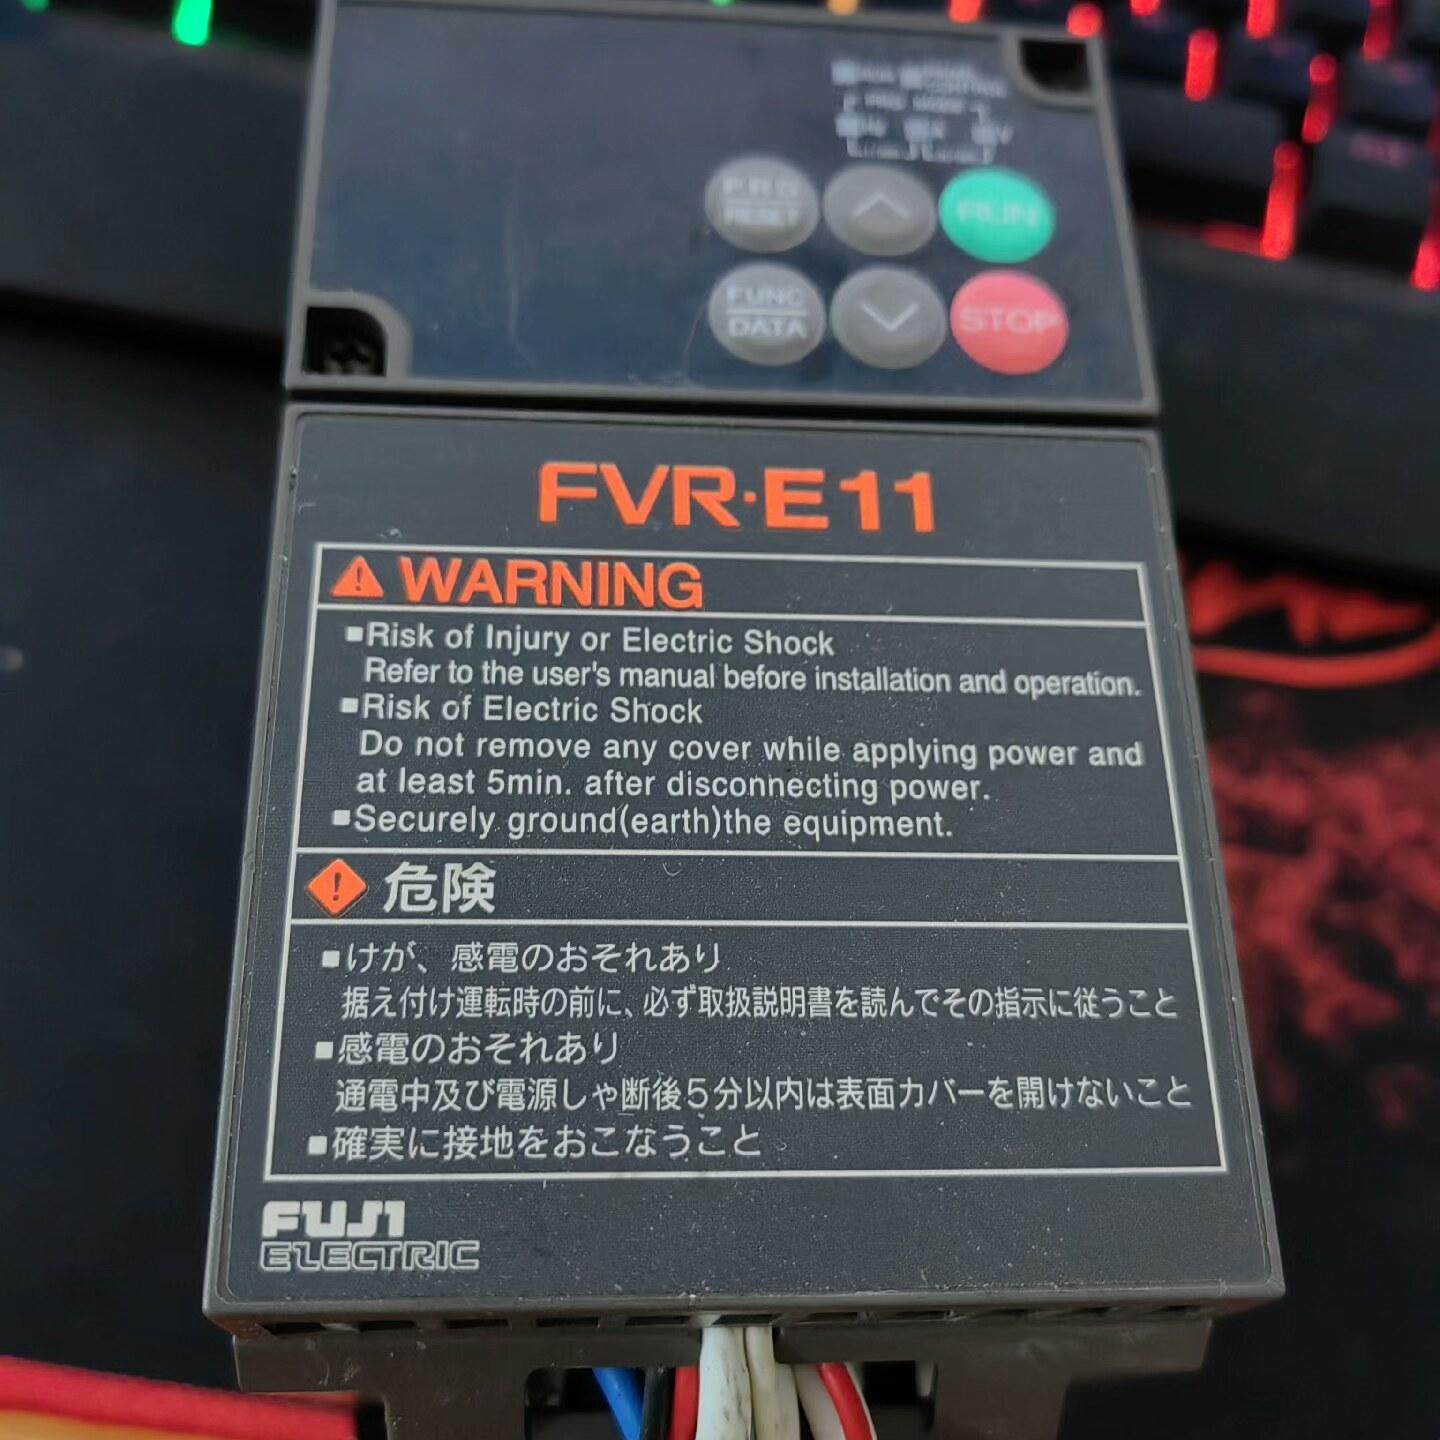 PRG
RESET
RUN
FUNC
DATA
STOP
FVR·E11
WARNING
■Risk of Injury or Electric Shock
Refer to the user's manual before installation and operation.
■Risk of Electric Shock
Do not remove any cover while applying power and
at least 5min. after disconnecting power.
■Securely ground(earth)the equipment.
危険
■けが、感電のおそれあり
据え付け運転時の前に、必ず取扱説明書を読んでその指示に従うこと
■感電のおそれあり
通電中及び電源しゃ断後5分以内は表面カバーを開けないこと
■確実に接地をおこなうこと
FUJI
ELECTRIC